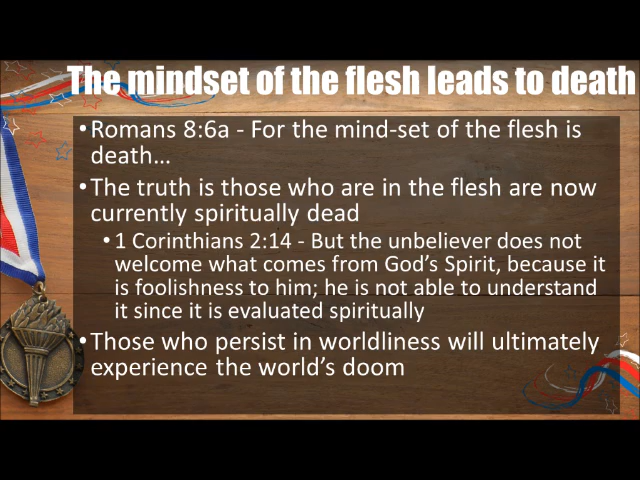 The mindset of the flesh leads to death
•Romans 8:6a - For the mind-set of the flesh is
death…
•The truth is those who are in the flesh are now
currently spiritually dead
•1 Corinthians 2:14 - But the unbeliever does not
welcome what comes from God’s Spirit, because it
is foolishness to him; he is not able to understand
it since it is evaluated spiritually
•Those who persist in worldliness will ultimately
experience the world’s doom